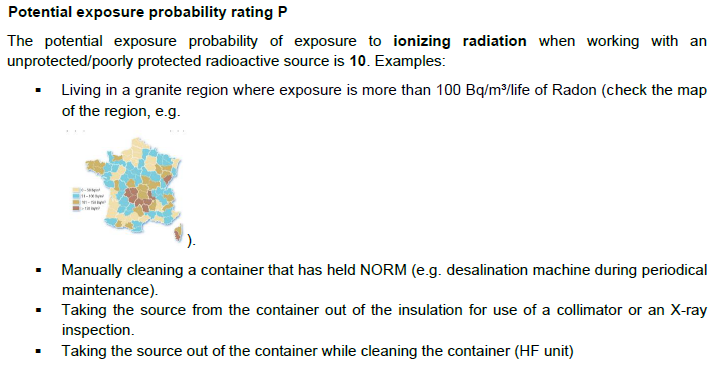 Potential exposure probability rating P
The potential exposure probability of exposure to ionizing radiation when working with an
unprotected/poorly protected radioactive source is 10. Examples:
▪ Living in a granite region where exposure is more than 100 Bq/m³/life of Radon (check the map
of the region, e.g.
).
▪ Manually cleaning a container that has held NORM (e.g. desalination machine during periodical
maintenance).
▪ Taking the source from the container out of the insulation for use of a collimator or an X-ray
inspection.
▪ Taking the source out of the container while cleaning the container (HF unit)